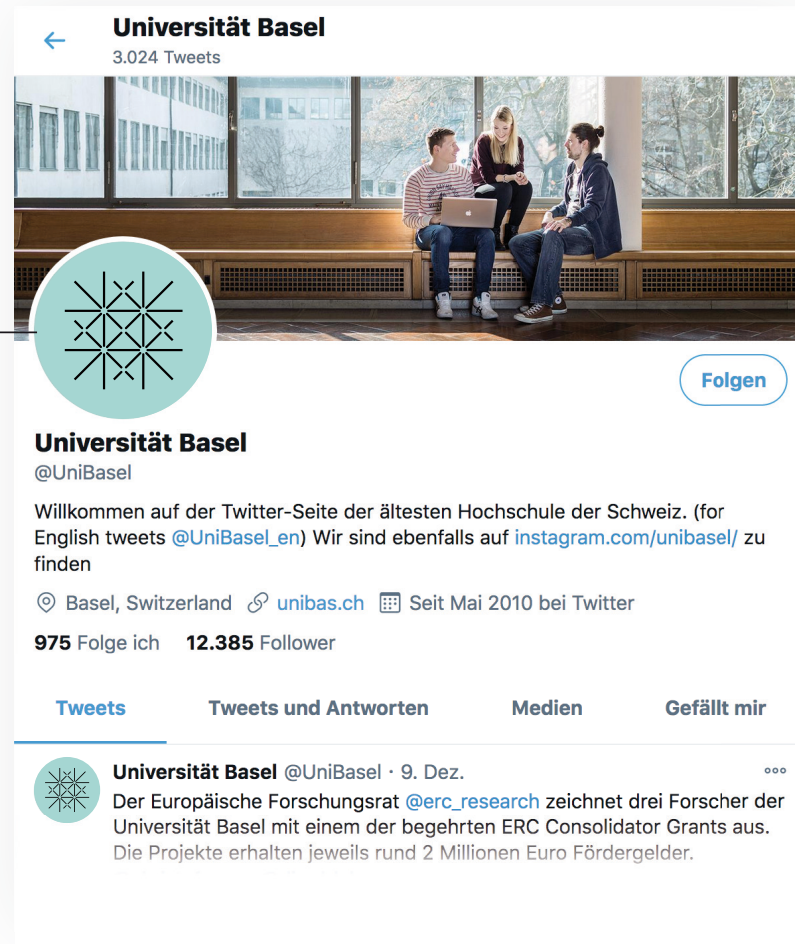 Universität Basel
3.024 Tweets
Folgen
Universität Basel
@UniBasel
Willkommen auf der Twitter-Seite der ältesten Hochschule der Schweiz. (for
English tweets @UniBasel_en) Wir sind ebenfalls auf instagram.com/unibasel/ zu
finden
Basel, Switzerland unibas.ch Seit Mai 2010 bei Twitter
975 Folge ich 12.385 Follower
Tweets Tweets und Antworten Medien Gefällt mir
Universität Basel @UniBasel · 9. Dez.
Der Europäische Forschungsrat @erc_research zeichnet drei Forscher der
Universität Basel mit einem der begehrten ERC Consolidator Grants aus.
Die Projekte erhalten jeweils rund 2 Millionen Euro Fördergelder.